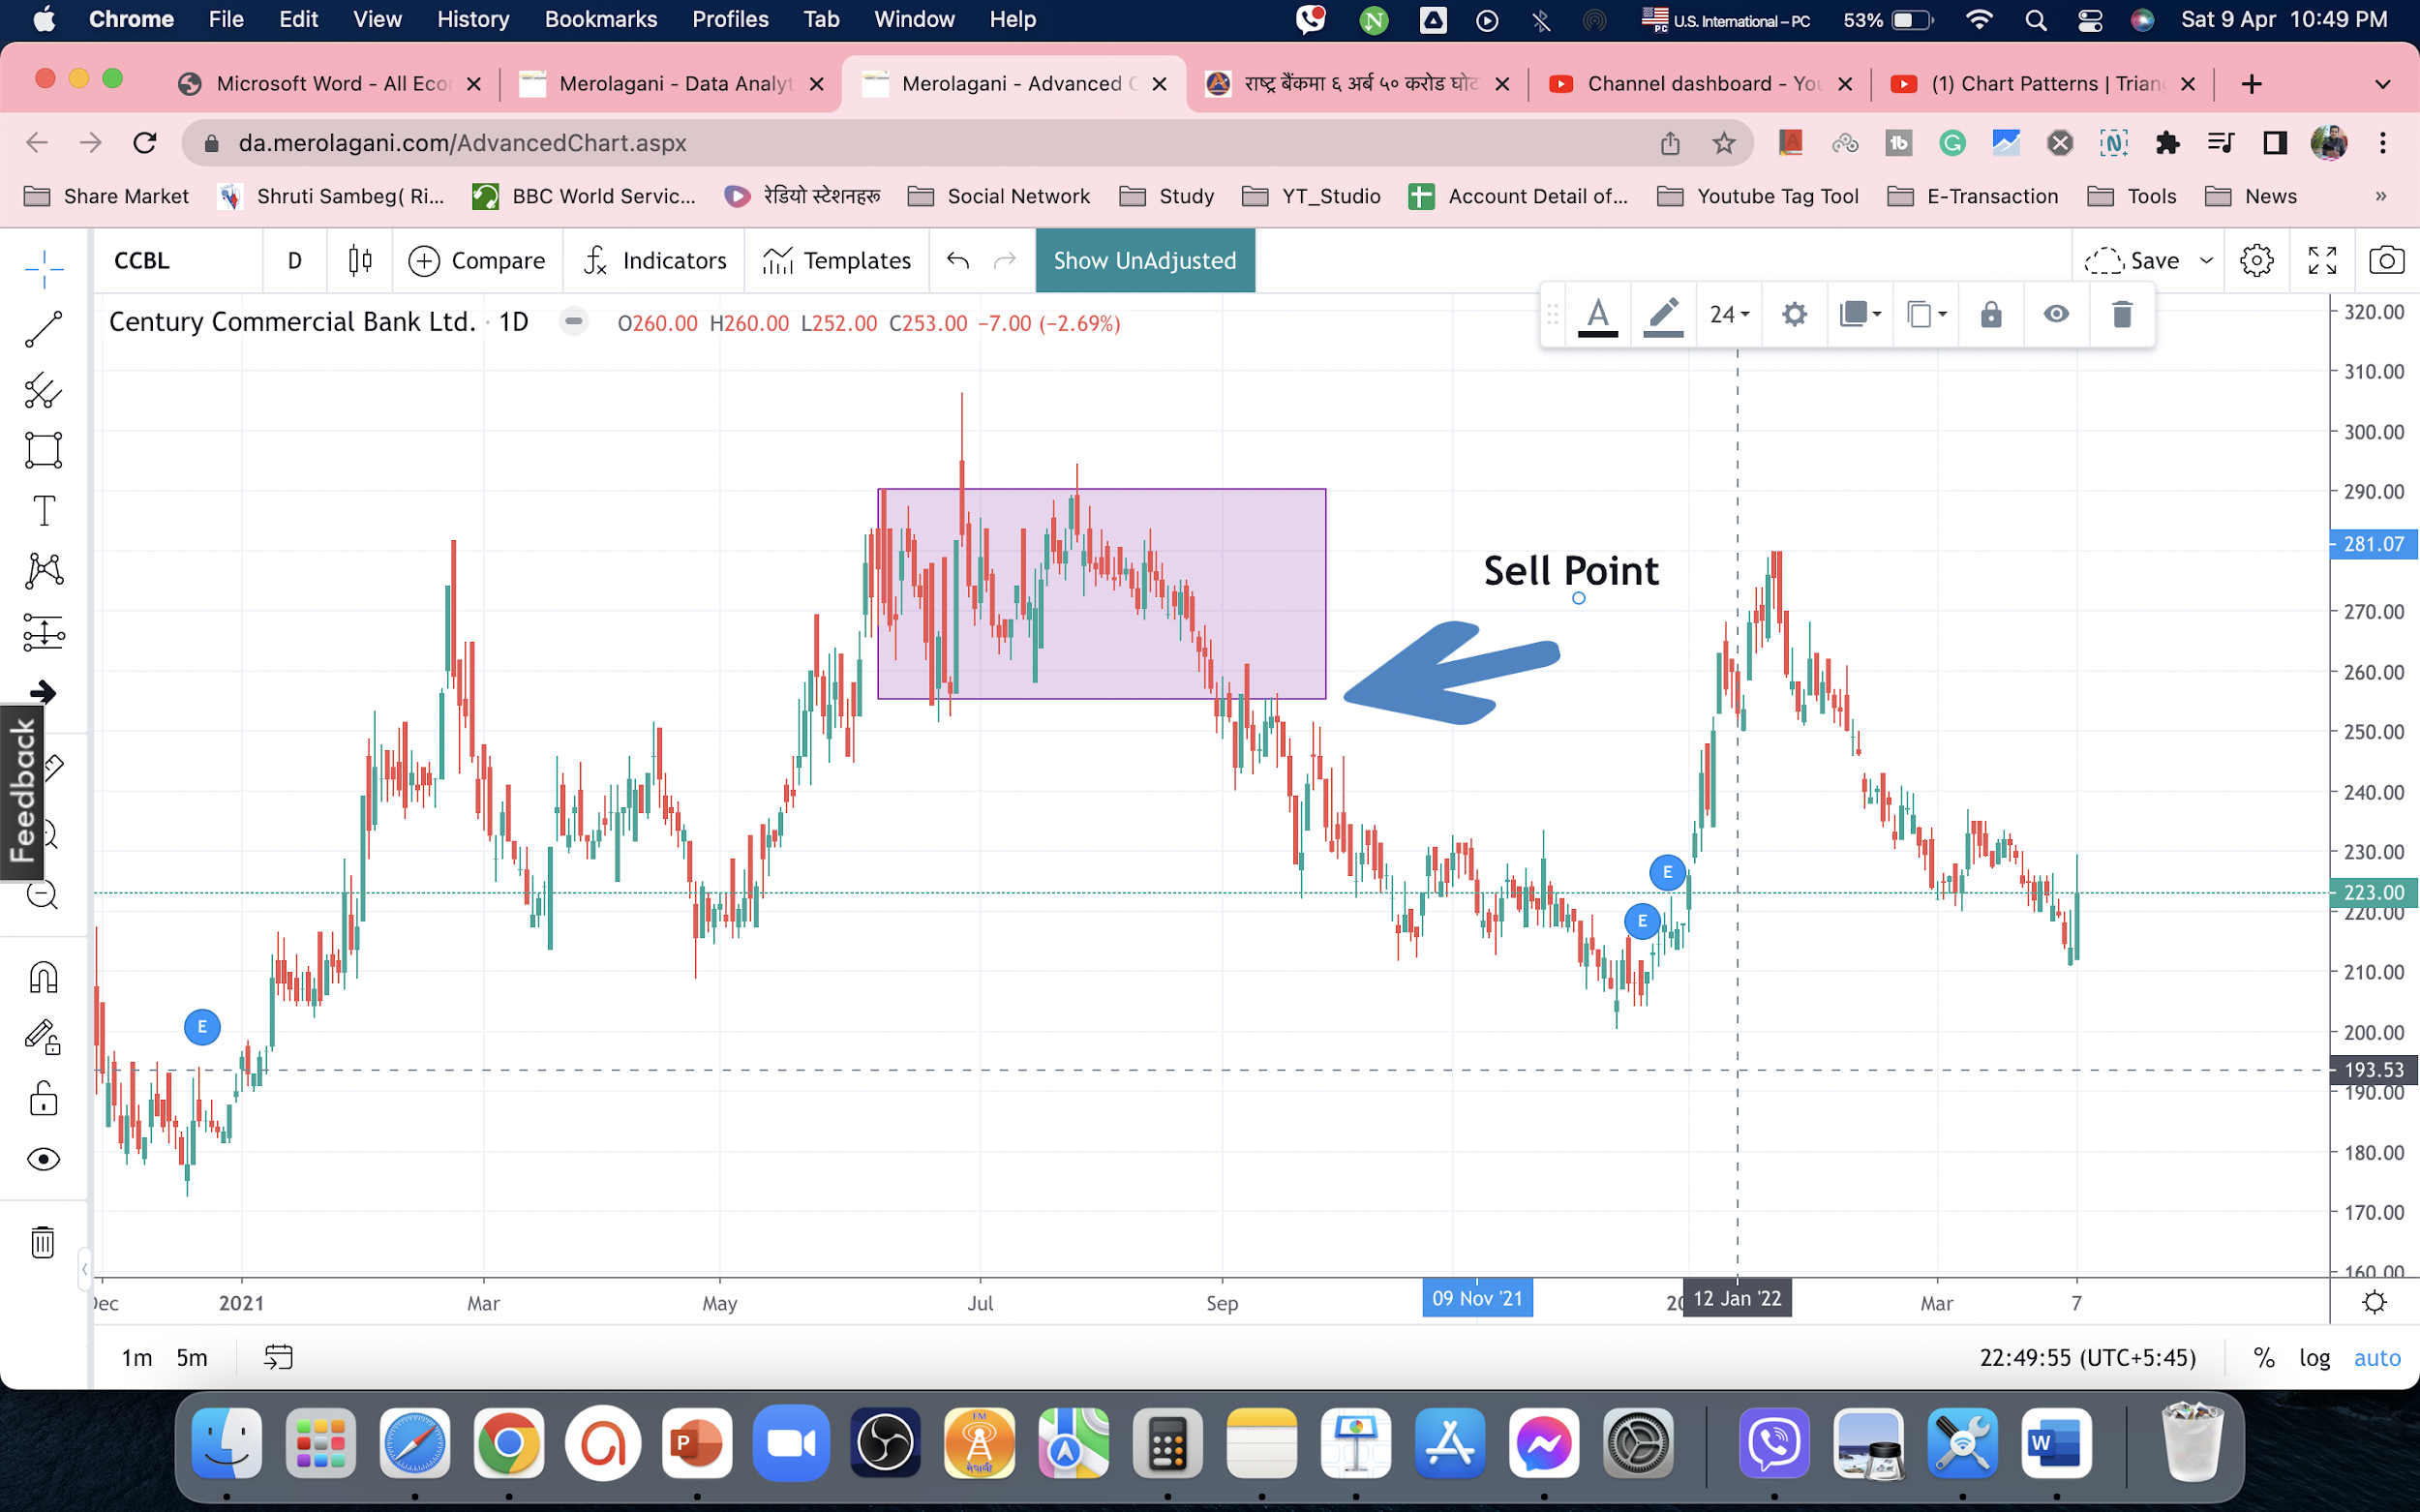 Chrome File Edit View History Bookmarks Profiles Tab Window Help U.S. International – PC 53% Sat 9 Apr 10:49 PM
Microsoft Word - All Eco Merolagani - Data Analyt Merolagani - Advanced C राष्ट्र बैंकमा ६ अर्ब ५० करोड घोट Channel dashboard - You (1) Chart Patterns | Trian
da.merolagani.com/AdvancedChart.aspx
Share Market Shruti Sambeg( Ri... BBC World Servic... रेडियो स्टेशनहरू Social Network Study YT_Studio Account Detail of... Youtube Tag Tool E-Transaction Tools News »
CCBL D Compare Indicators Templates Show UnAdjusted Save
Century Commercial Bank Ltd. · 1D O260.00 H260.00 L252.00 C253.00 −7.00 (−2.69%)
A 24
320.00
310.00
300.00
290.00
281.07
Sell Point
270.00
260.00
250.00
Feedback
240.00
230.00
E
223.00
220.00
E
210.00
E
200.00
193.53
190.00
180.00
170.00
160.00
Dec 2021 Mar May Jul Sep 09 Nov '21 20 12 Jan '22 Mar 7
1m 5m 22:49:55 (UTC+5:45) % log auto